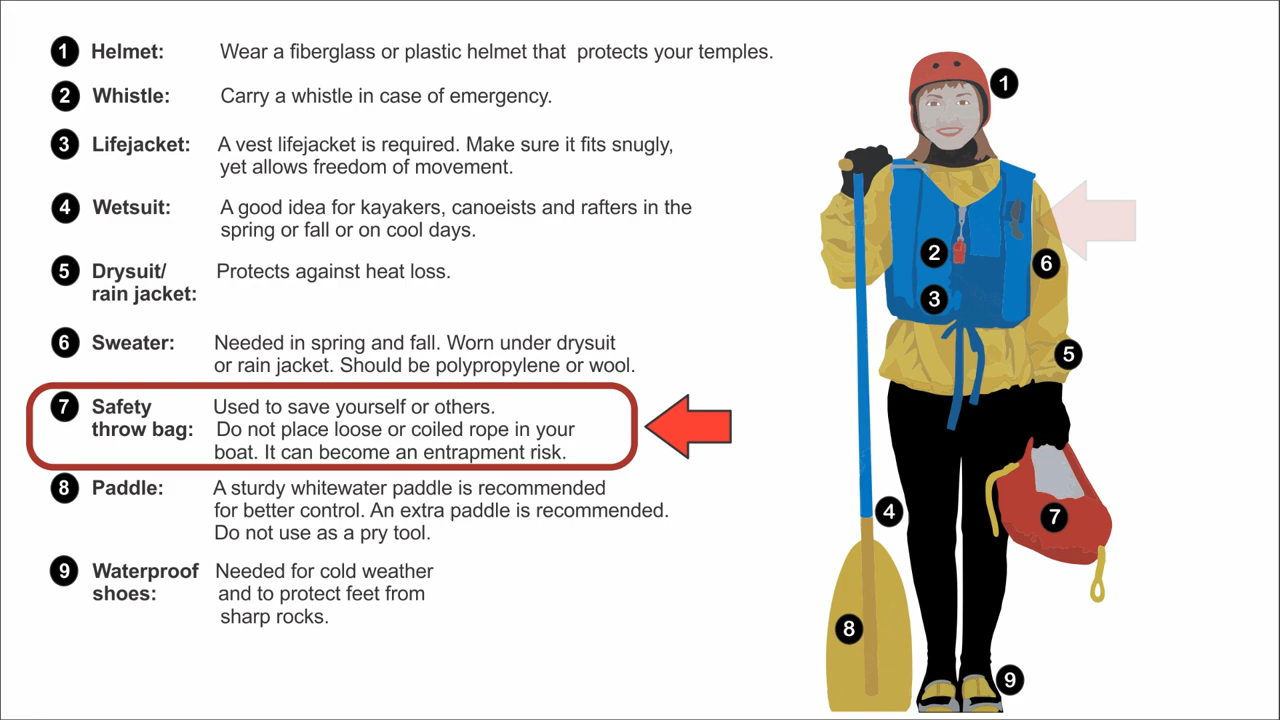 1 Helmet: Wear a fiberglass or plastic helmet that protects your temples.
2 Whistle: Carry a whistle in case of emergency.
3 Lifejacket: A vest lifejacket is required. Make sure it fits snugly,
yet allows freedom of movement.
4 Wetsuit: A good idea for kayakers, canoeists and rafters in the
spring or fall or on cool days.
5 Drysuit/ Protects against heat loss.
rain jacket:
6 Sweater: Needed in spring and fall. Worn under drysuit
or rain jacket. Should be polypropylene or wool.
7 Safety Used to save yourself or others.
throw bag: Do not place loose or coiled rope in your
boat. It can become an entrapment risk.
8 Paddle: A sturdy whitewater paddle is recommended
for better control. An extra paddle is recommended.
Do not use as a pry tool.
9 Waterproof Needed for cold weather
shoes: and to protect feet from
sharp rocks.
1
2
6
3
5
4
7
8
9